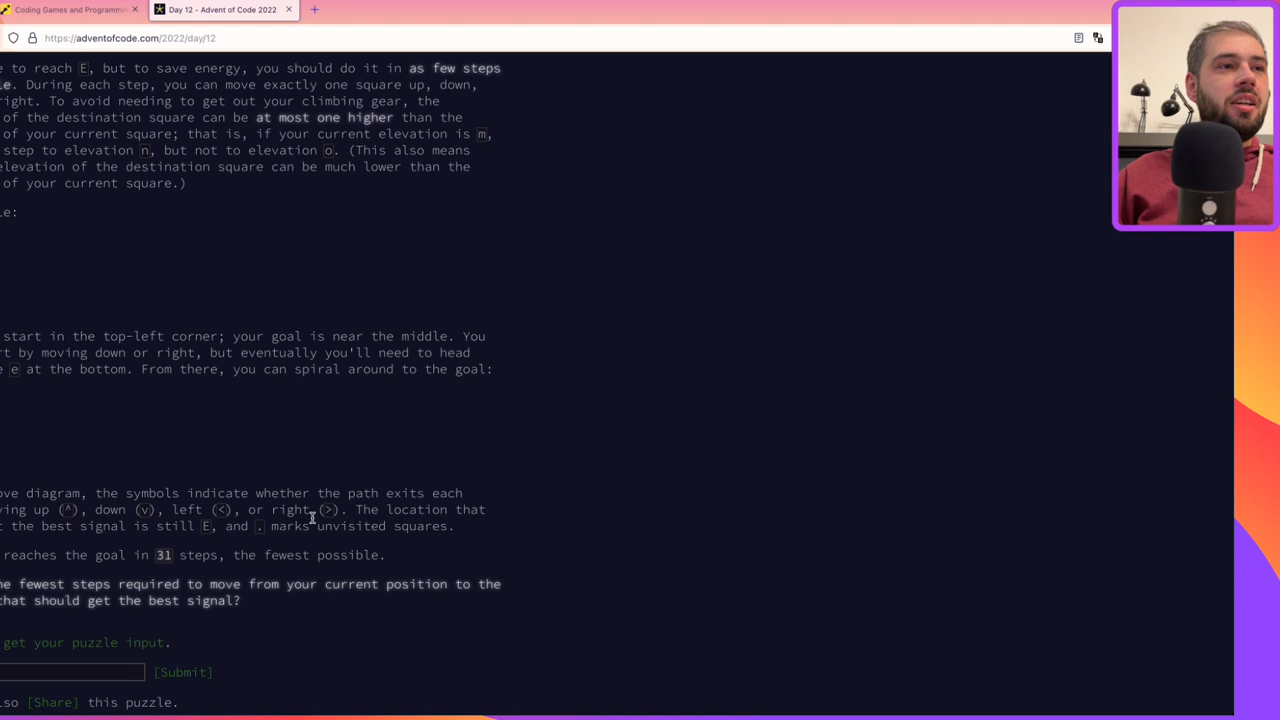 Coding Games and Programmin
Day 12 - Advent of Code 2022
https://adventofcode.com/2022/day/12
e to reach E, but to save energy, you should do it in as few steps
le. During each step, you can move exactly one square up, down,
right. To avoid needing to get out your climbing gear, the
of the destination square can be at most one higher than the
of your current square; that is, if your current elevation is m,
step to elevation n, but not to elevation o. (This also means
elevation of the destination square can be much lower than the
of your current square.)
le:
start in the top-left corner; your goal is near the middle. You
rt by moving down or right, but eventually you'll need to head
e e at the bottom. From there, you can spiral around to the goal:
ove diagram, the symbols indicate whether the path exits each
ving up (^), down (v), left (<), or right (>). The location that
t the best signal is still E, and . marks unvisited squares.
reaches the goal in 31 steps, the fewest possible.
he fewest steps required to move from your current position to the
that should get the best signal?
get your puzzle input.
[Submit]
lso [Share] this puzzle.